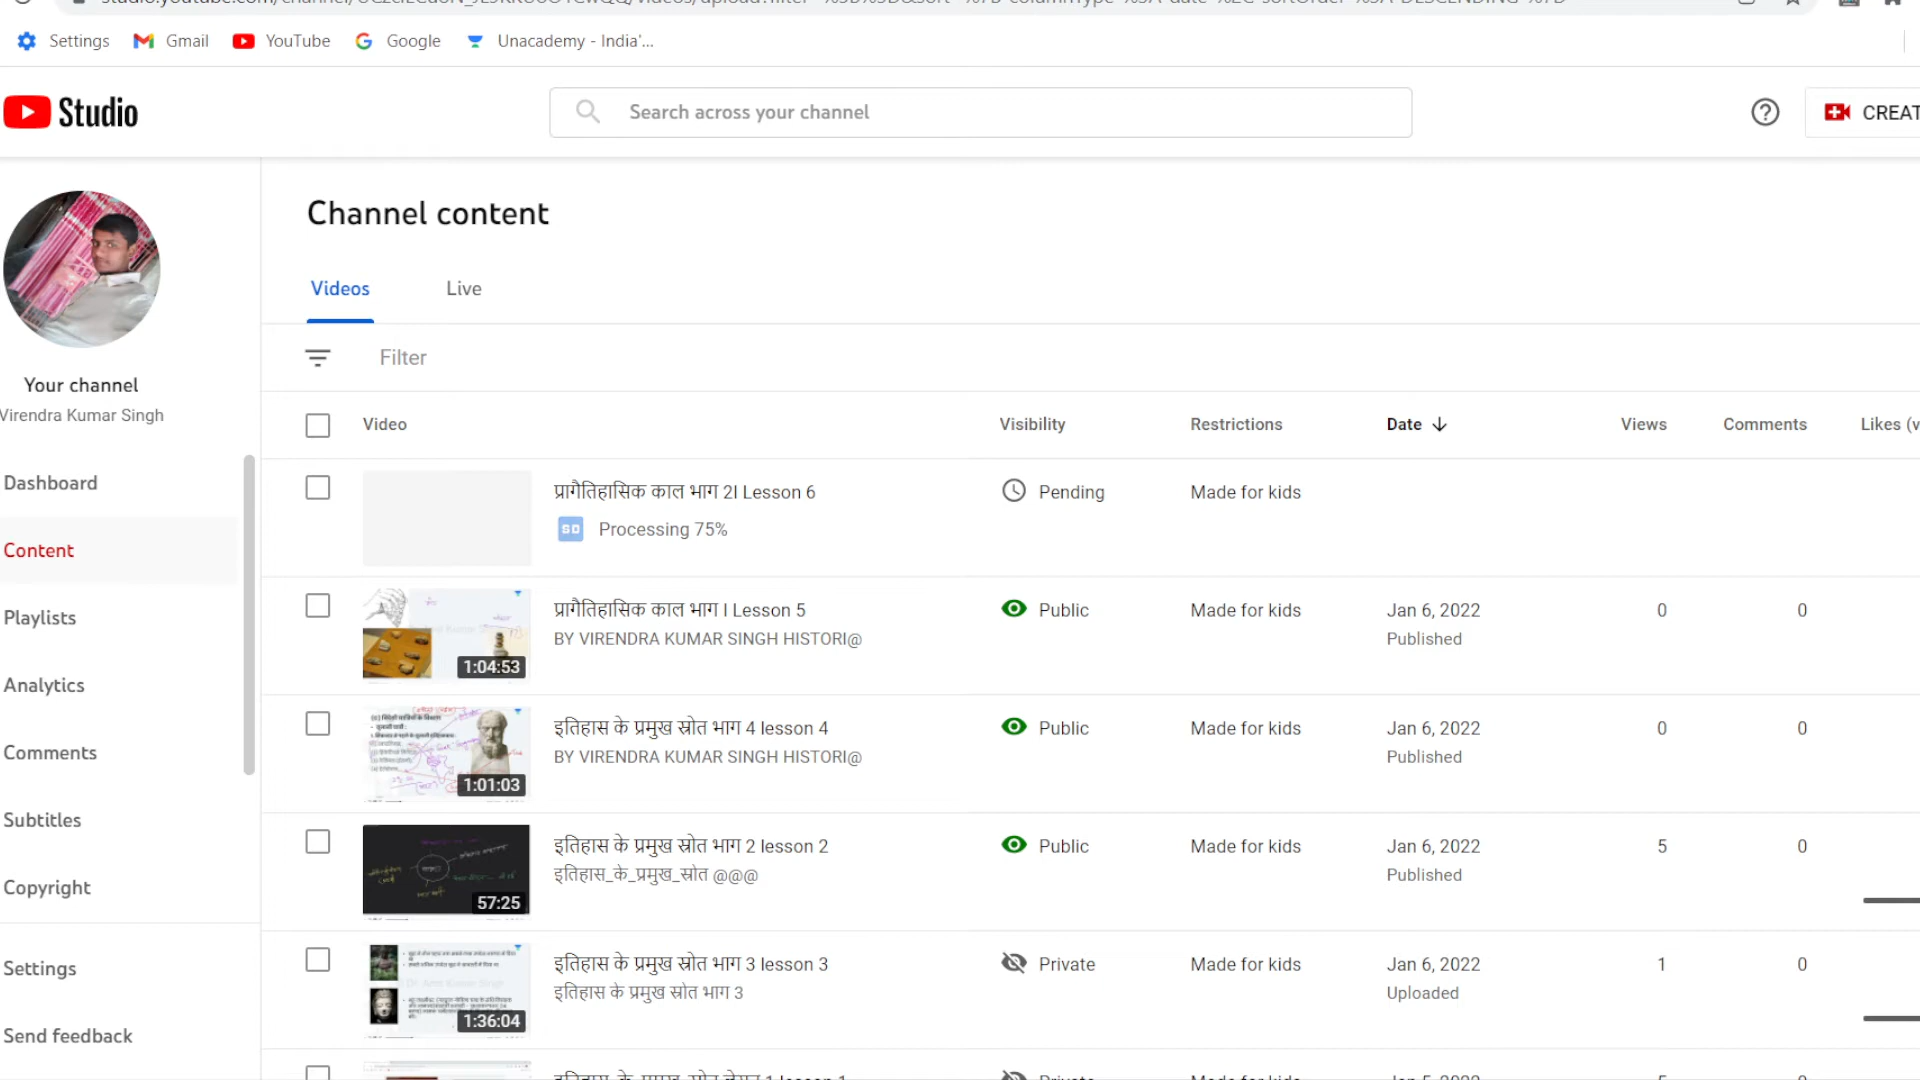 Settings Gmail YouTube Google Unacademy - India'...
Studio
Search across your channel
CREAT
Channel content
Videos Live
Filter
Your channel
Virendra Kumar Singh
Dashboard
Content
Playlists
Analytics
Comments
Subtitles
Copyright
Settings
Send feedback
Video Visibility Restrictions Date Views Comments Likes (v
प्रागैतिहासिक काल भाग 2I Lesson 6 Pending Made for kids
SD Processing 75%
प्रागैतिहासिक काल भाग I Lesson 5 Public Made for kids Jan 6, 2022 0 0
BY VIRENDRA KUMAR SINGH HISTORI@ Published
1:04:53
इतिहास के प्रमुख स्रोत भाग 4 lesson 4 Public Made for kids Jan 6, 2022 0 0
BY VIRENDRA KUMAR SINGH HISTORI@ Published
1:01:03
इतिहास के प्रमुख स्रोत भाग 2 lesson 2 Public Made for kids Jan 6, 2022 5 0
इतिहास_के_प्रमुख_स्रोत @@@ Published
57:25
इतिहास के प्रमुख स्रोत भाग 3 lesson 3 Private Made for kids Jan 6, 2022 1 0
इतिहास के प्रमुख स्रोत भाग 3 Uploaded
1:36:04